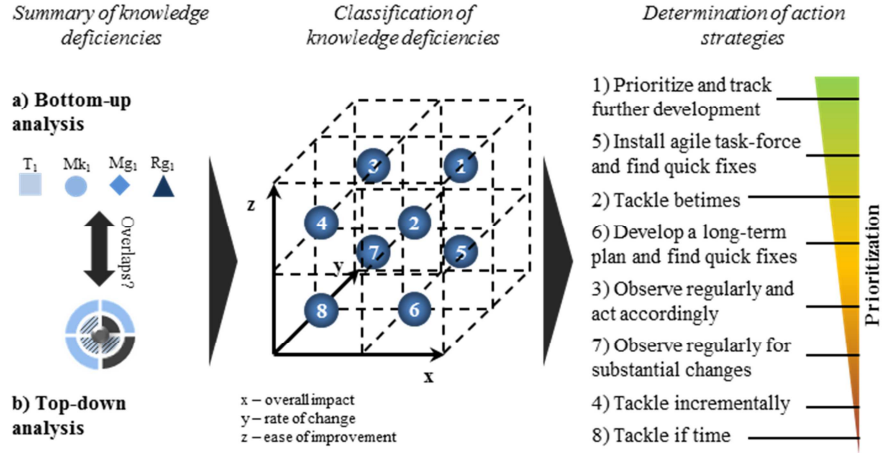 Summary of knowledge
deficiencies
a) Bottom-up
analysis
T1 Mk1 Mg1 Rg1
Overlaps?
b) Top-down
analysis
Classification of
knowledge deficiencies
3 1
z
4 2
7 5
y
8 6
x
x – overall impact
y – rate of change
z – ease of improvement
Determination of action
strategies
1) Prioritize and track
further development
5) Install agile task-force
and find quick fixes
2) Tackle betimes
6) Develop a long-term
plan and find quick fixes
3) Observe regularly and
act accordingly
7) Observe regularly for
substantial changes
4) Tackle incrementally
8) Tackle if time
Prioritization